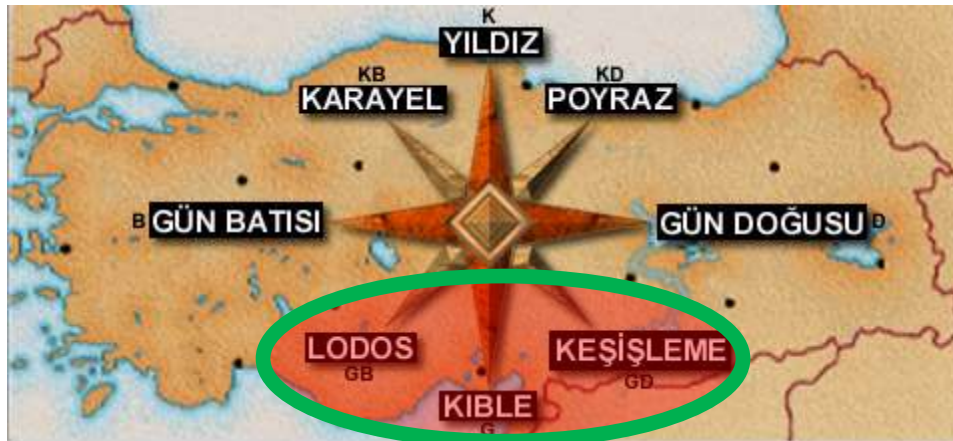 K
YILDIZ
KB
KARAYEL
KD
POYRAZ
B GÜN BATISI
GÜN DOĞUSU D
LODOS
GB
KEŞİŞLEME
GD
KIBLE
G